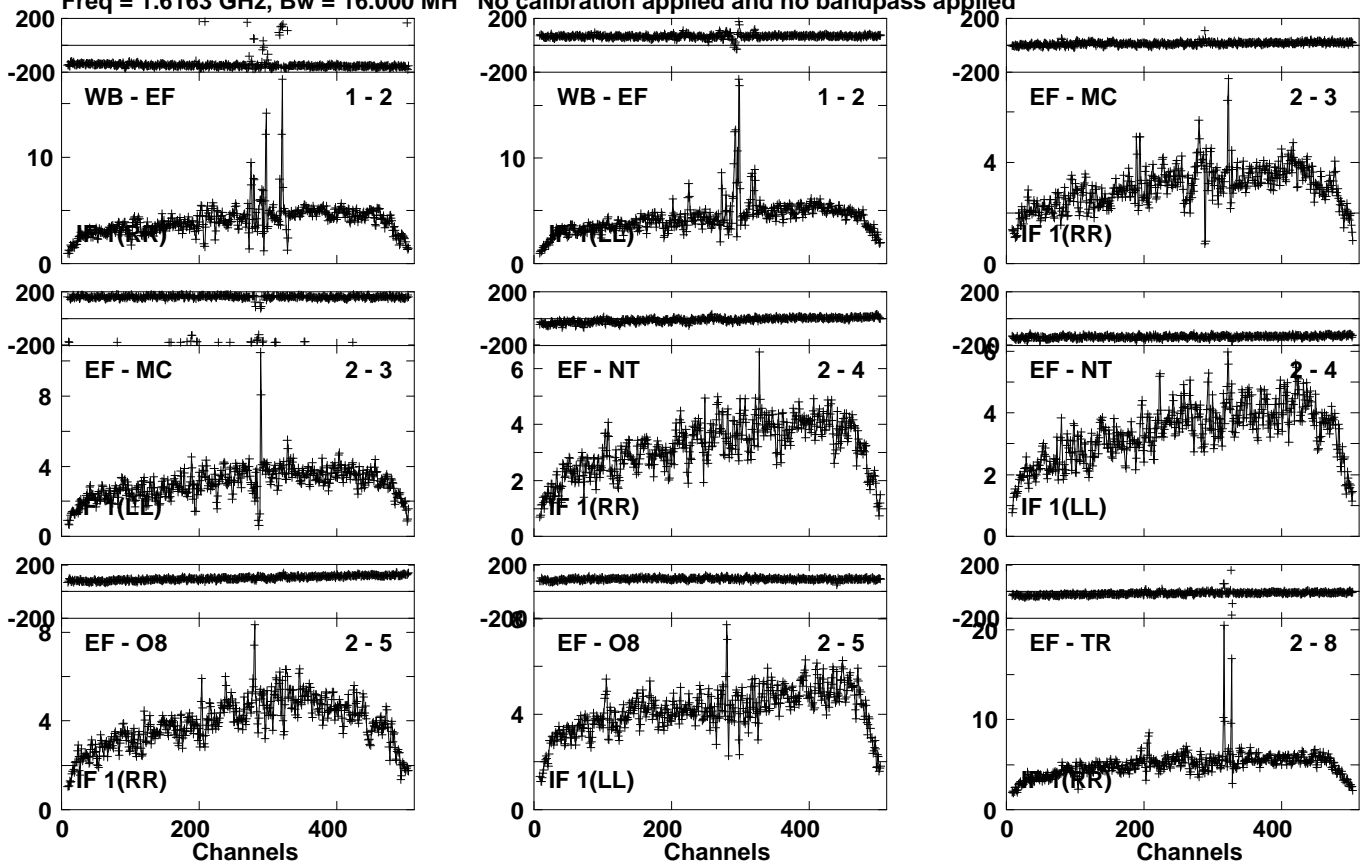 Freq = 1.6163 GHz, Bw = 16.000 MH No calibration applied and no bandpass applied
200
-200
WB - EF 1 - 2
10
IF 1(RR)
0
WB - EF 1 - 2
10
IF 1(LL)
0
200
-200
EF - MC 2 - 3
4
IF 1(RR)
0
200
-200
EF - MC 2 - 3
8
4
IF 1(LL)
0
200
-200
EF - NT 2 - 4
6
4
2
IF 1(RR)
0
200
-200
6
EF - NT 2 - 4
4
2
IF 1(LL)
0
200
-200
8
EF - O8 2 - 5
4
IF 1(RR)
0
0 200 400
Channels
200
-200
8
EF - O8 2 - 5
4
IF 1(LL)
0
0 200 400
Channels
200
-200
20
EF - TR 2 - 8
10
IF 1(RR)
0
0 200 400
Channels